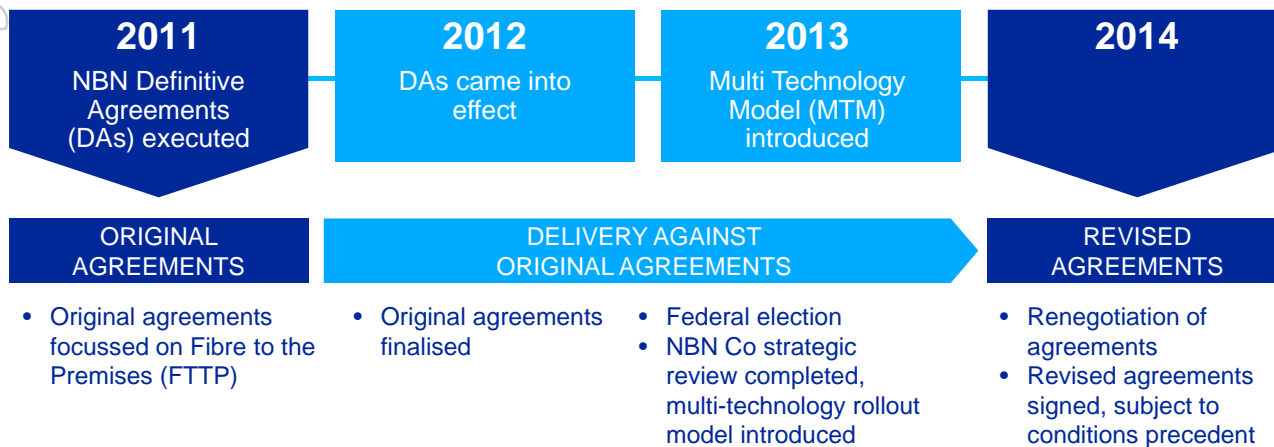 2011
NBN Definitive
Agreements
(DAs) executed
2012
DAs came into
effect
2013
Multi Technology
Model (MTM)
introduced
2014
ORIGINAL
AGREEMENTS
DELIVERY AGAINST
ORIGINAL AGREEMENTS
REVISED
AGREEMENTS
• Original agreements
focussed on Fibre to the
Premises (FTTP)
• Original agreements
finalised
• Federal election
• NBN Co strategic
review completed,
multi-technology rollout
model introduced
• Renegotiation of
agreements
• Revised agreements
signed, subject to
conditions precedent